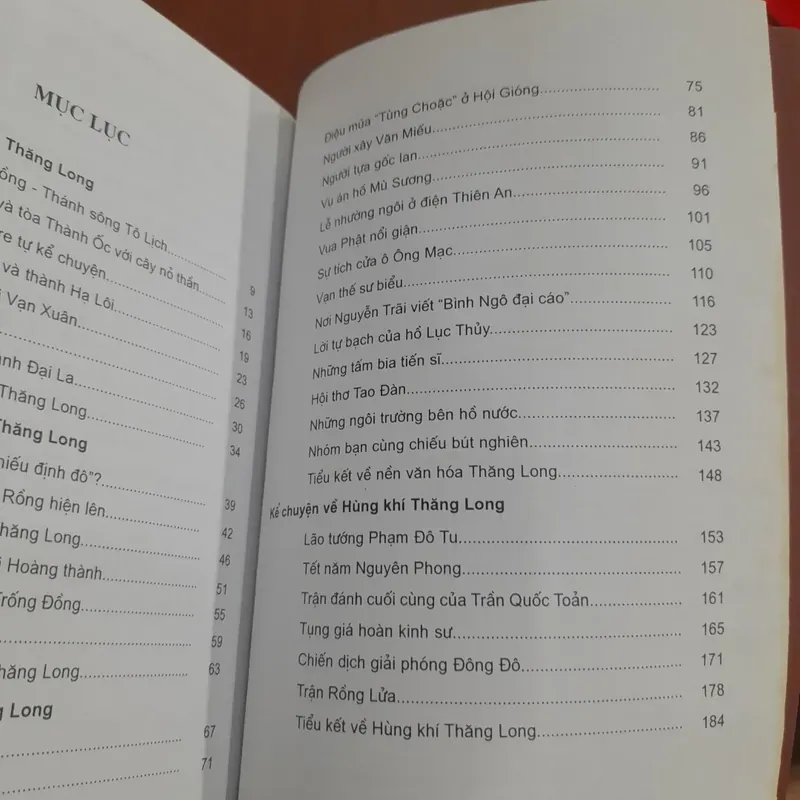 MỤC LỤC
Thăng Long
ổng - Thánh sông Tô Lịch
và tòa Thành Ốc với cây nỏ thần 9
re tự kể chuyện 13
và thành Hạ Lôi 16
i Vạn Xuân 19
23
ành Đại La 26
Thăng Long 30
34
Thăng Long
hiếu định đô"? 39
Rồng hiện lên 42
hăng Long 46
i Hoàng thành 51
Trống Đồng 55
59
hăng Long 63
g Long
67
71
Điệu múa "Tùng Choặc" ở Hội Gióng 75
Người xây Văn Miếu 81
Người tựa gốc lan 86
Vụ án hồ Mù Sương 91
Lễ nhường ngôi ở điện Thiên An 96
Vua Phật nổi giận 101
Sự tích cửa ô Ông Mạc 105
Vạn thế sư biểu 110
Nơi Nguyễn Trãi viết "Bình Ngô đại cáo" 116
Lời tự bạch của hồ Lục Thủy 123
Những tấm bia tiến sĩ 127
Hội thơ Tao Đàn 132
Những ngôi trường bên hồ nước 137
Nhóm bạn cùng chiếu bút nghiên 143
Tiểu kết về nền văn hóa Thăng Long 148
Kể chuyện về Hùng khí Thăng Long
Lão tướng Phạm Đô Tu 153
Tết năm Nguyên Phong 157
Trận đánh cuối cùng của Trần Quốc Toản 161
Tụng giá hoàn kinh sư 165
Chiến dịch giải phóng Đông Đô 171
Trận Rồng Lửa 178
Tiểu kết về Hùng khí Thăng Long 184